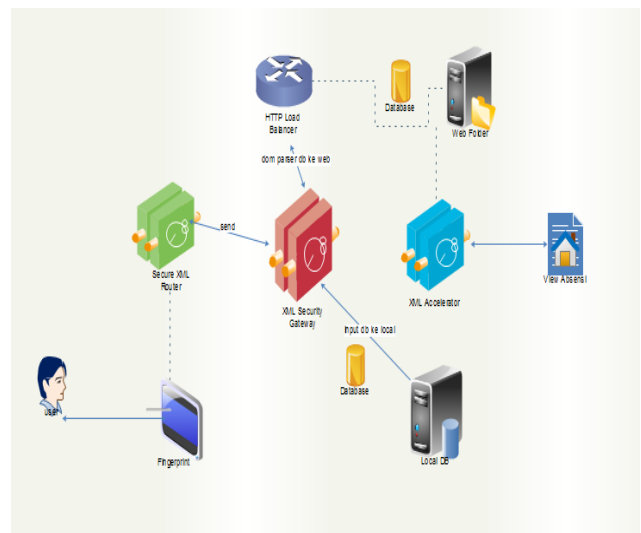 HTTP Load
Balancer
Database
Web Folder
dom parser db ke web
send
Secure XML
Router
XML Security
Gateway
XML Accelerator
View Absensi
Input db ke local
Database
user
Fingerprint
Local DB